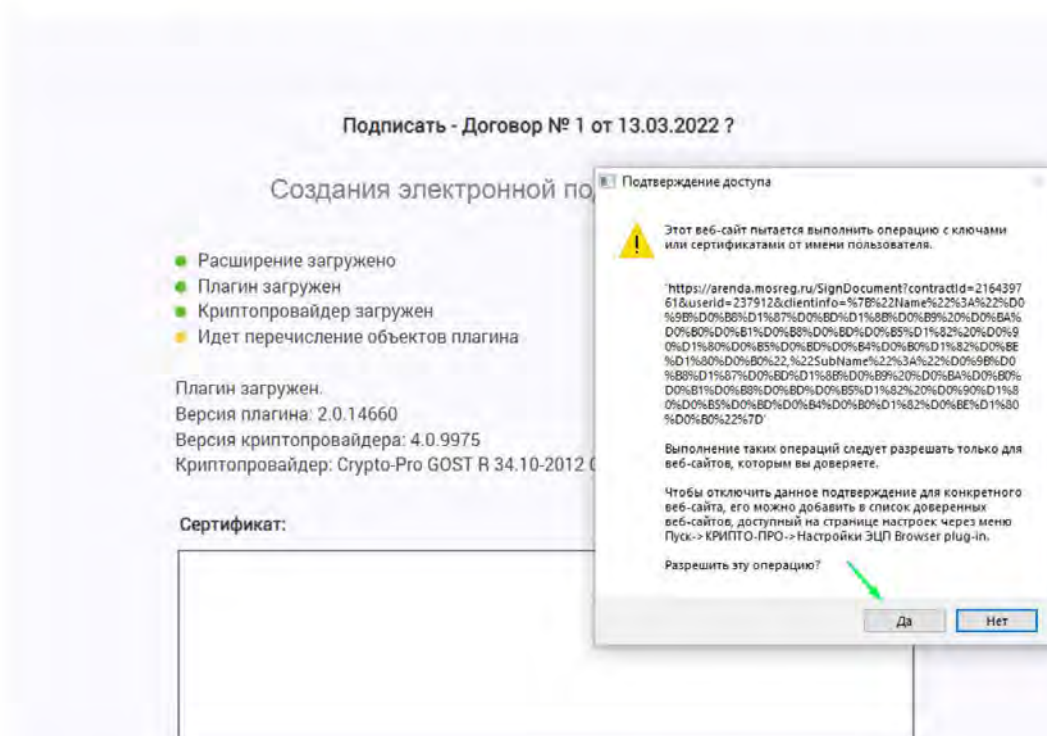 Подписать - Договор № 1 от 13.03.2022 ?
Создания электронной по
Расширение загружено
Плагин загружен
Криптопровайдер загружен
Идет перечисление объектов плагина
Плагин загружен.
Версия плагина: 2.0.14660
Версия криптопровайдера: 4.0.9975
Криптопровайдер: Crypto-Pro GOST R 34.10-2012
Сертификат:
Подтверждение доступа
Этот веб-сайт пытается выполнить операцию с ключами
или сертификатами от имени пользователя.
'https://arenda.mosreg.ru/SignDocument?contractId=2164397
61&userid=237912&clientinfo=%7B%22Name%22%3A%22%D0
%9B%D0%B8%D1%87%D0%BD%D1%8B%D0%B9%20%D0%BA%
D0%B0%D0%B1%D0%B8%D0%BD%D0%B5%D1%82%20%D0%9
0%D1%80%D0%B5%D0%BD%D0%B4%D0%B0%D1%82%D0%BE
%D1%80%D0%B0%22,%22SubName%22%3A%22%D0%9B%D0
%B8%D1%87%D0%BD%D1%8B%D0%B9%20%D0%BA%D0%B0%
D0%B1%D0%B8%D0%BD%D0%B5%D1%82%20%D0%90%D1%8
0%D0%B5%D0%BD%D0%B4%D0%B0%D1%82%D0%BE%D1%80
%D0%B0%22%7D'
Выполнение таких операций следует разрешать только для
веб-сайтов, которым вы доверяете.
Чтобы отключить данное подтверждение для конкретного
веб-сайта, его можно добавить в список доверенных
веб-сайтов, доступный на странице настроек через меню
Пуск->КРИПТО-ПРО->Настройки ЭЦП Browser plug-in.
Разрешить эту операцию?
Да
Нет